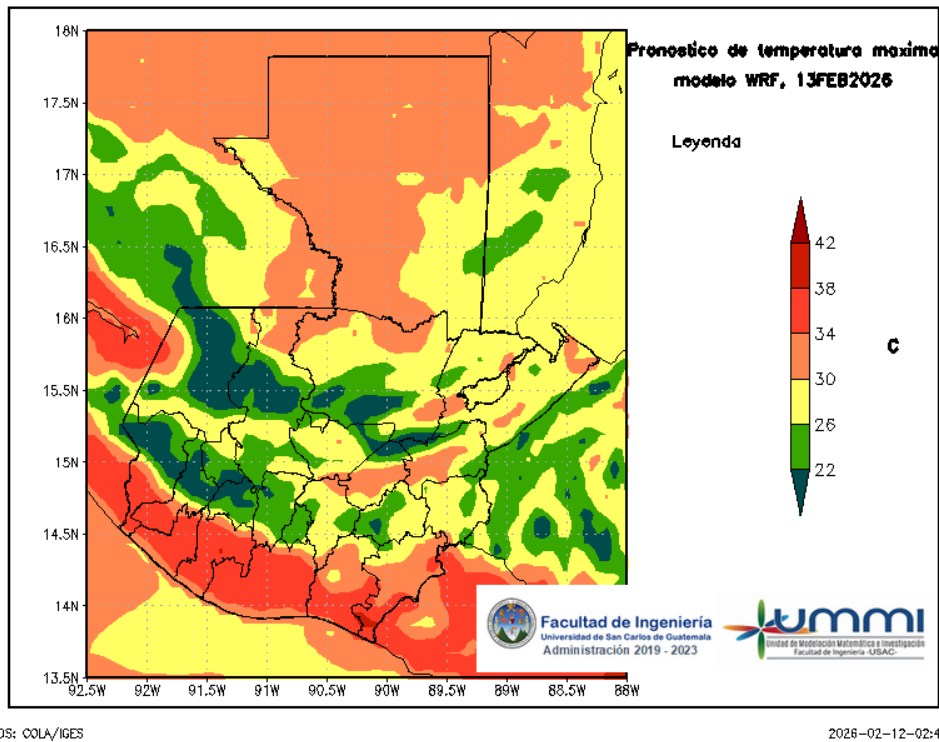 18N
17.5N
17N
16.5N
16N
15.5N
15N
14.5N
14N
13.5N
92.5W 92W 91.5W 91W 90.5W 90W 89.5W 89W 88.5W 88W
Pronostico de temperatura maxima
modelo WRF, 13FEB2026
Leyenda
42
38
34
30
26
22
C
Facultad de Ingeniería
Universidad de San Carlos de Guatemala
Administración 2019 - 2023
UMMI
Unidad de Modelación Matemática e Investigación
Facultad de Ingeniería -USAC-
OS: COLA/IGES
2026-02-12-02:4